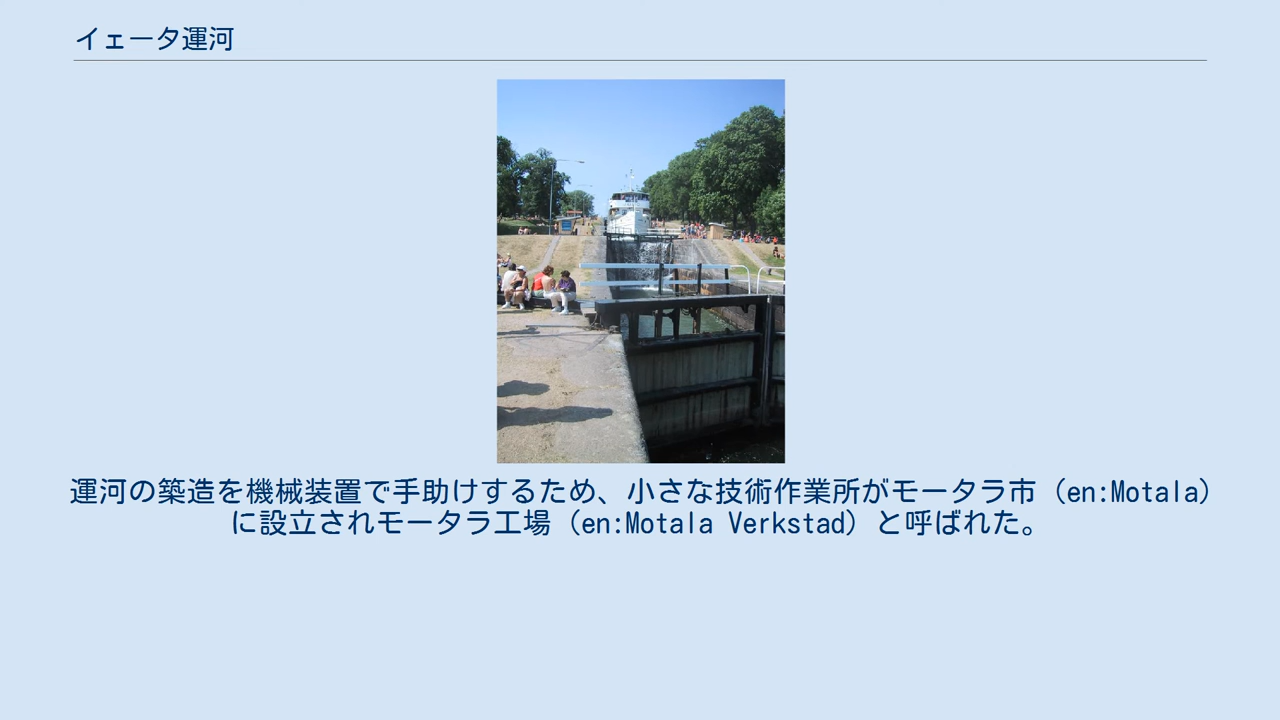 イェータ運河
運河の築造を機械装置で手助けするため、小さな技術作業所がモータラ市（en:Motala）
に設立されモータラ工場（en:Motala Verkstad）と呼ばれた。